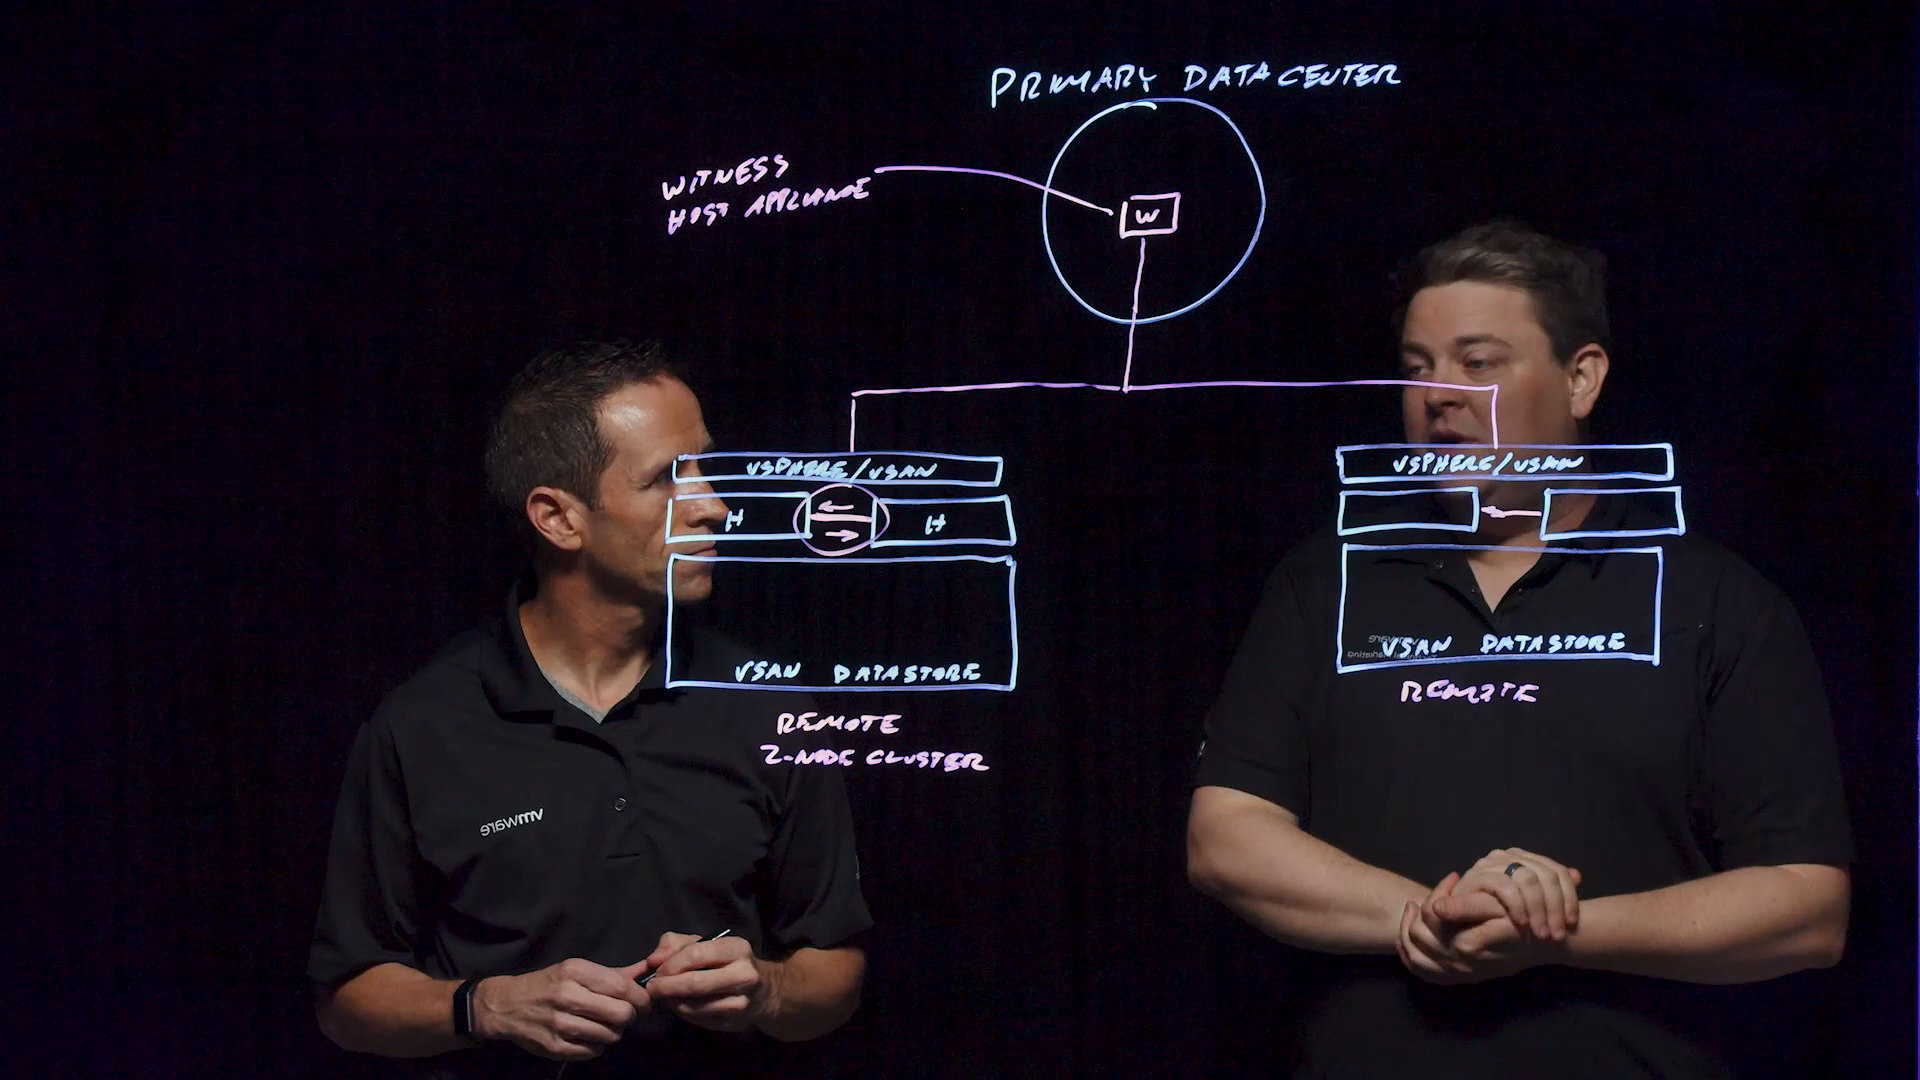 PRIMARY DATACENTER
WITNESS
HOST APPLIANCE
W
VSPHERE/VSAN
VSPHERE/VSAN
H
H
VSAN DATASTORE
VSAN DATASTORE
REMOTE
REMOTE
2-NODE CLUSTER
vmware
vmware